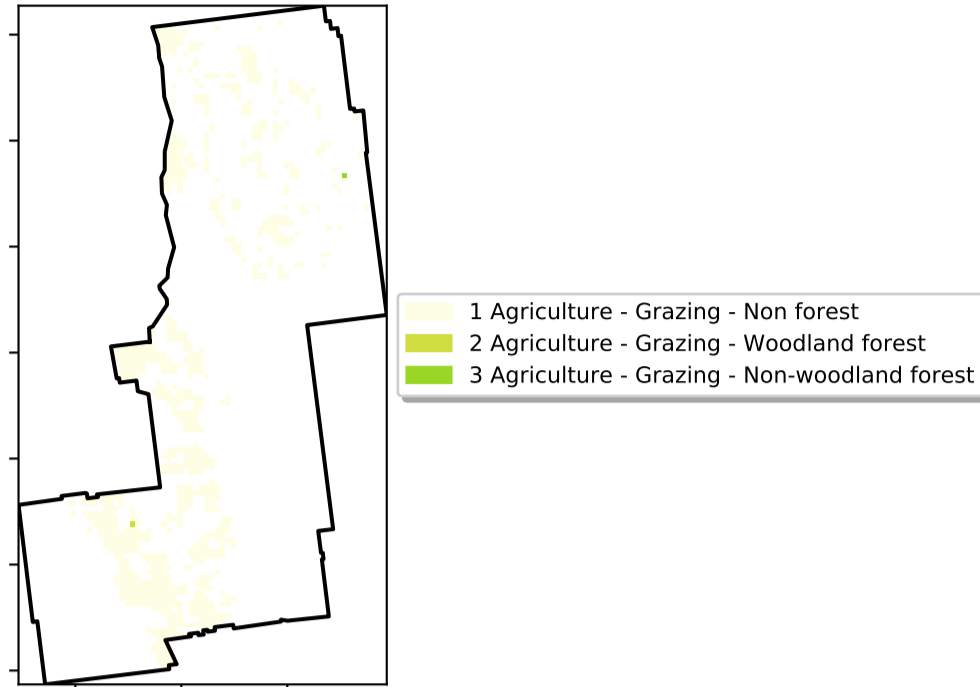 1 Agriculture - Grazing - Non forest
2 Agriculture - Grazing - Woodland forest
3 Agriculture - Grazing - Non-woodland forest